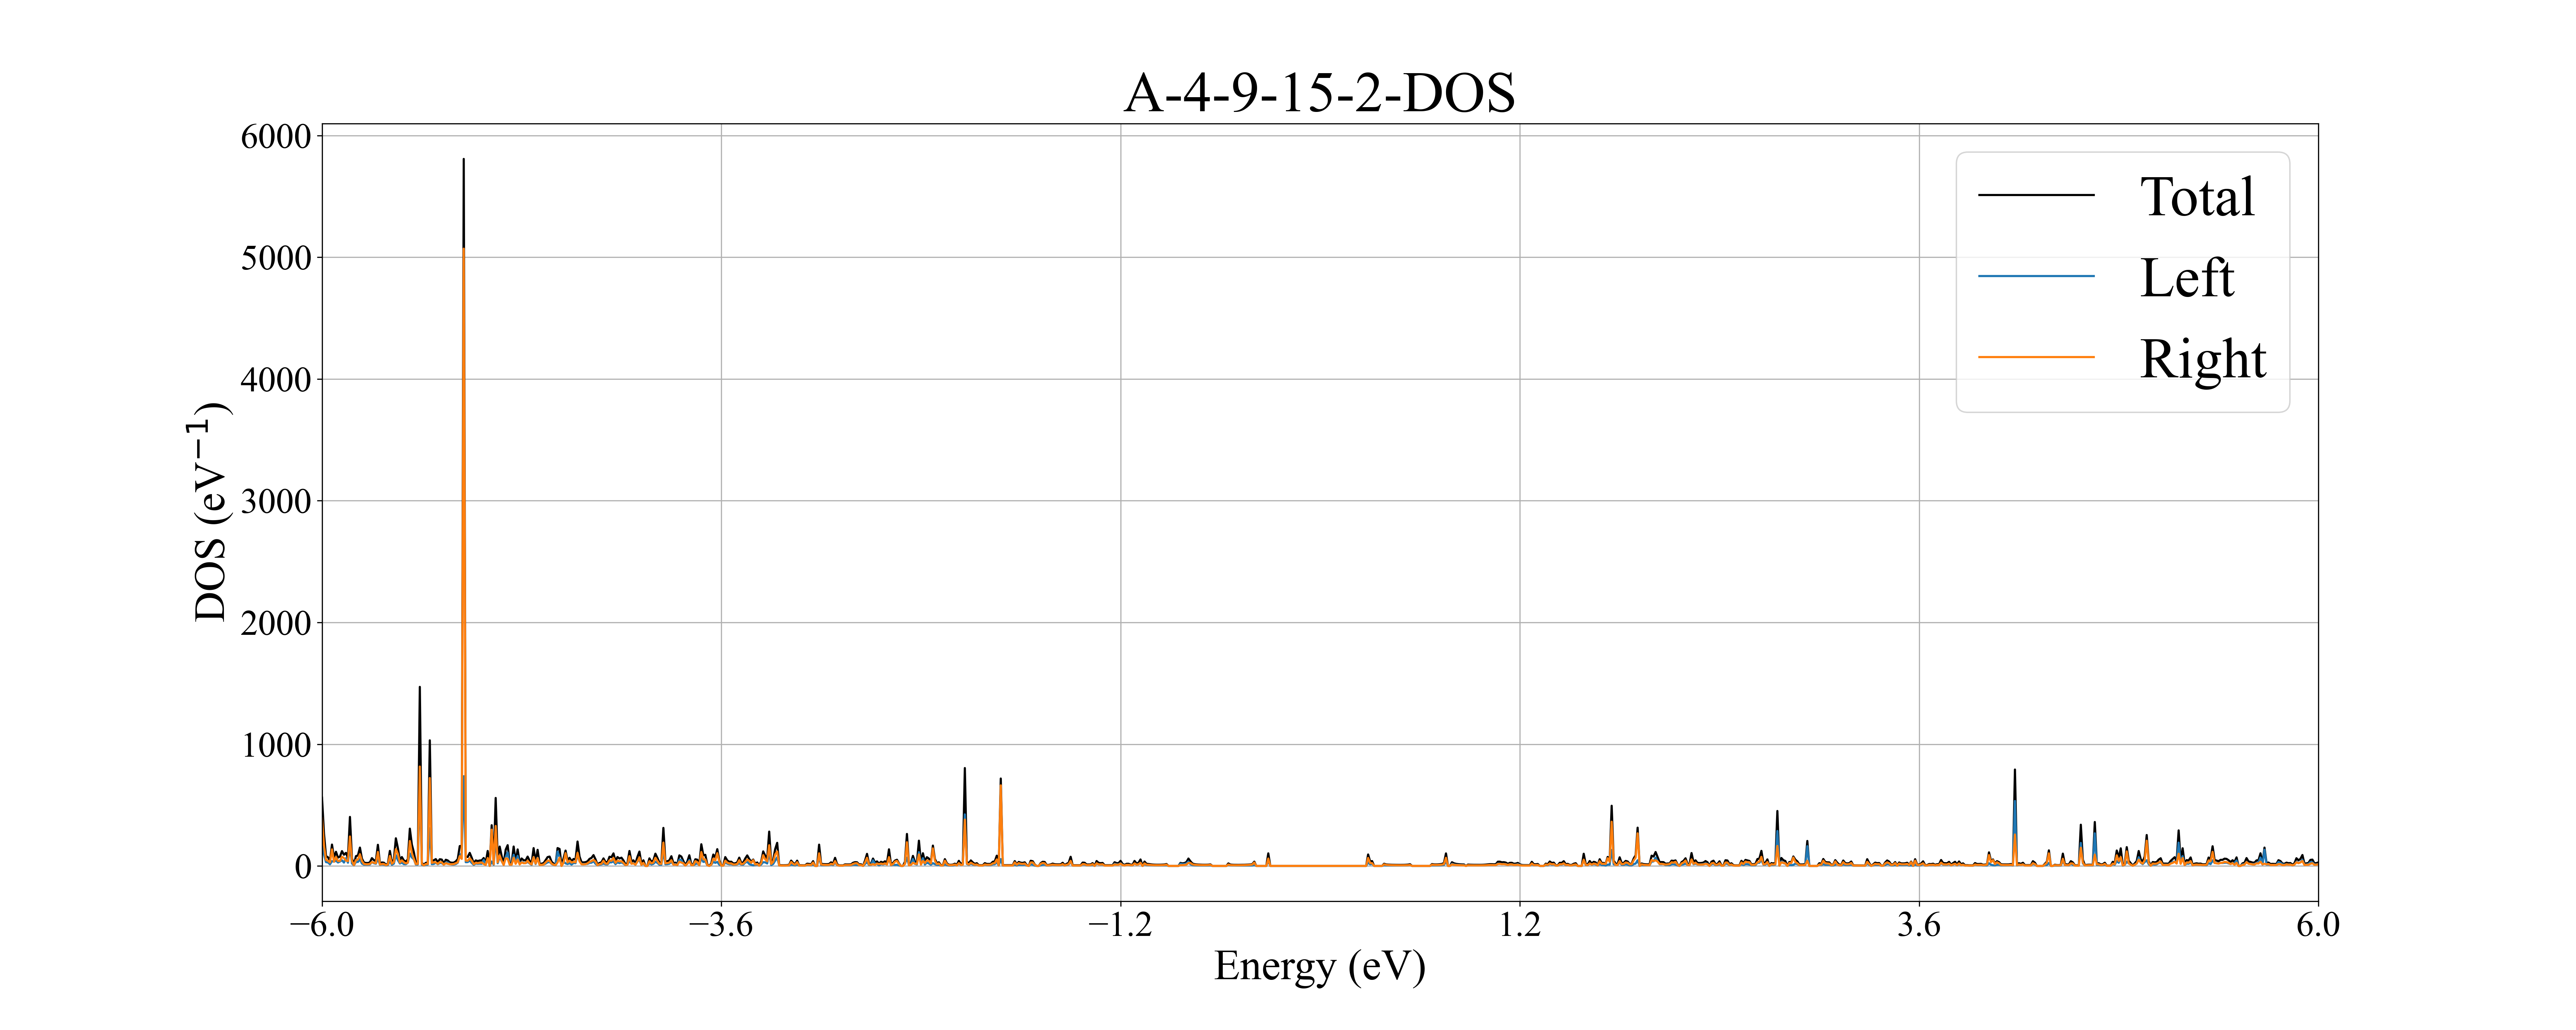 A-4-9-15-2-DOS
6000
5000
4000
3000
2000
1000
0
DOS (eV⁻¹)
Total
Left
Right
−6.0
−3.6
−1.2
1.2
3.6
6.0
Energy (eV)